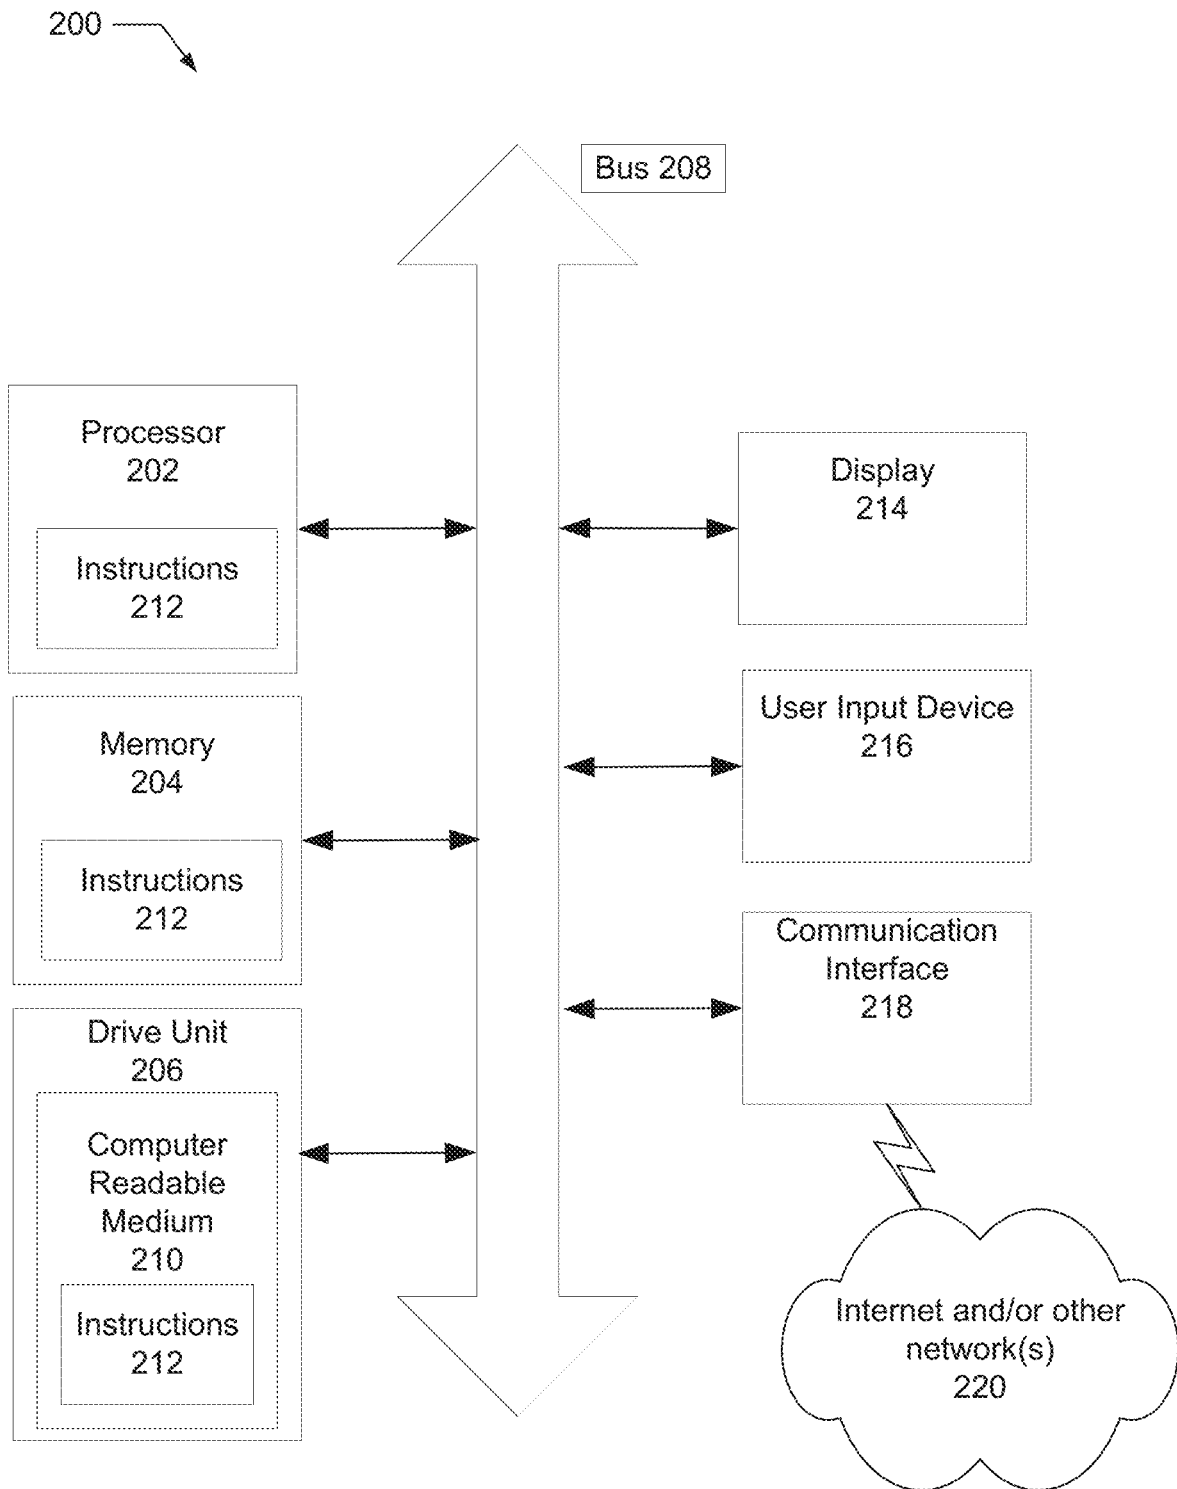 200
Bus 208
Processor
202
Instructions
212
Memory
204
Instructions
212
Drive Unit
206
Computer
Readable
Medium
210
Instructions
212
Display
214
User Input Device
216
Communication
Interface
218
Internet and/or other
network(s)
220